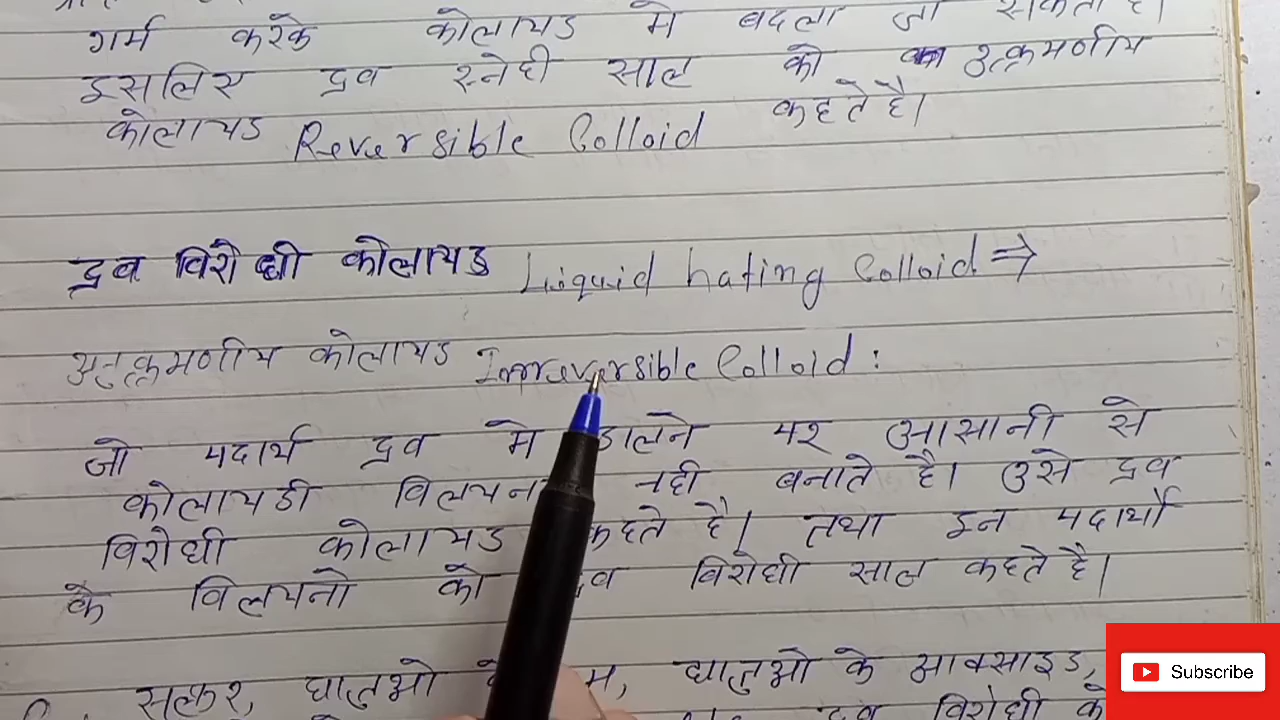 गर्म करके कोलायड मे बदला जा सकता है।
इसलिए द्रव स्नेही साल को उत्क्रमणीय
कोलायड Reversible Colloid कहते है।
द्रव विरोधी कोलायड Liquid hating Colloid ⇒
अनुत्क्रमणीय कोलायड Irreversible Colloid :
जो पदार्थ द्रव मे डालने पर आसानी से
कोलायडी विलयन नही बनाते है। उसे द्रव
विरोधी कोलायड कहते है। तथा इन पदार्थो
के विलयनो को द्रव विरोधी साल कहते है।
सल्फर, धातुओ के धातुओ के आक्साइड,
द्रव विरोधी
Subscribe